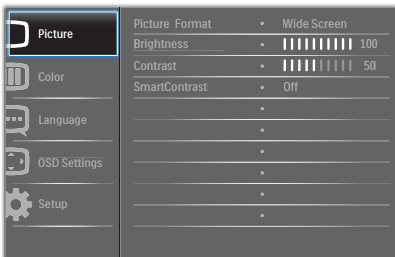 Picture
Color
Language
OSD Settings
Setup
Picture Format • Wide Screen
Brightness • 100
Contrast • 50
SmartContrast • Off
•
•
•
•
•
•